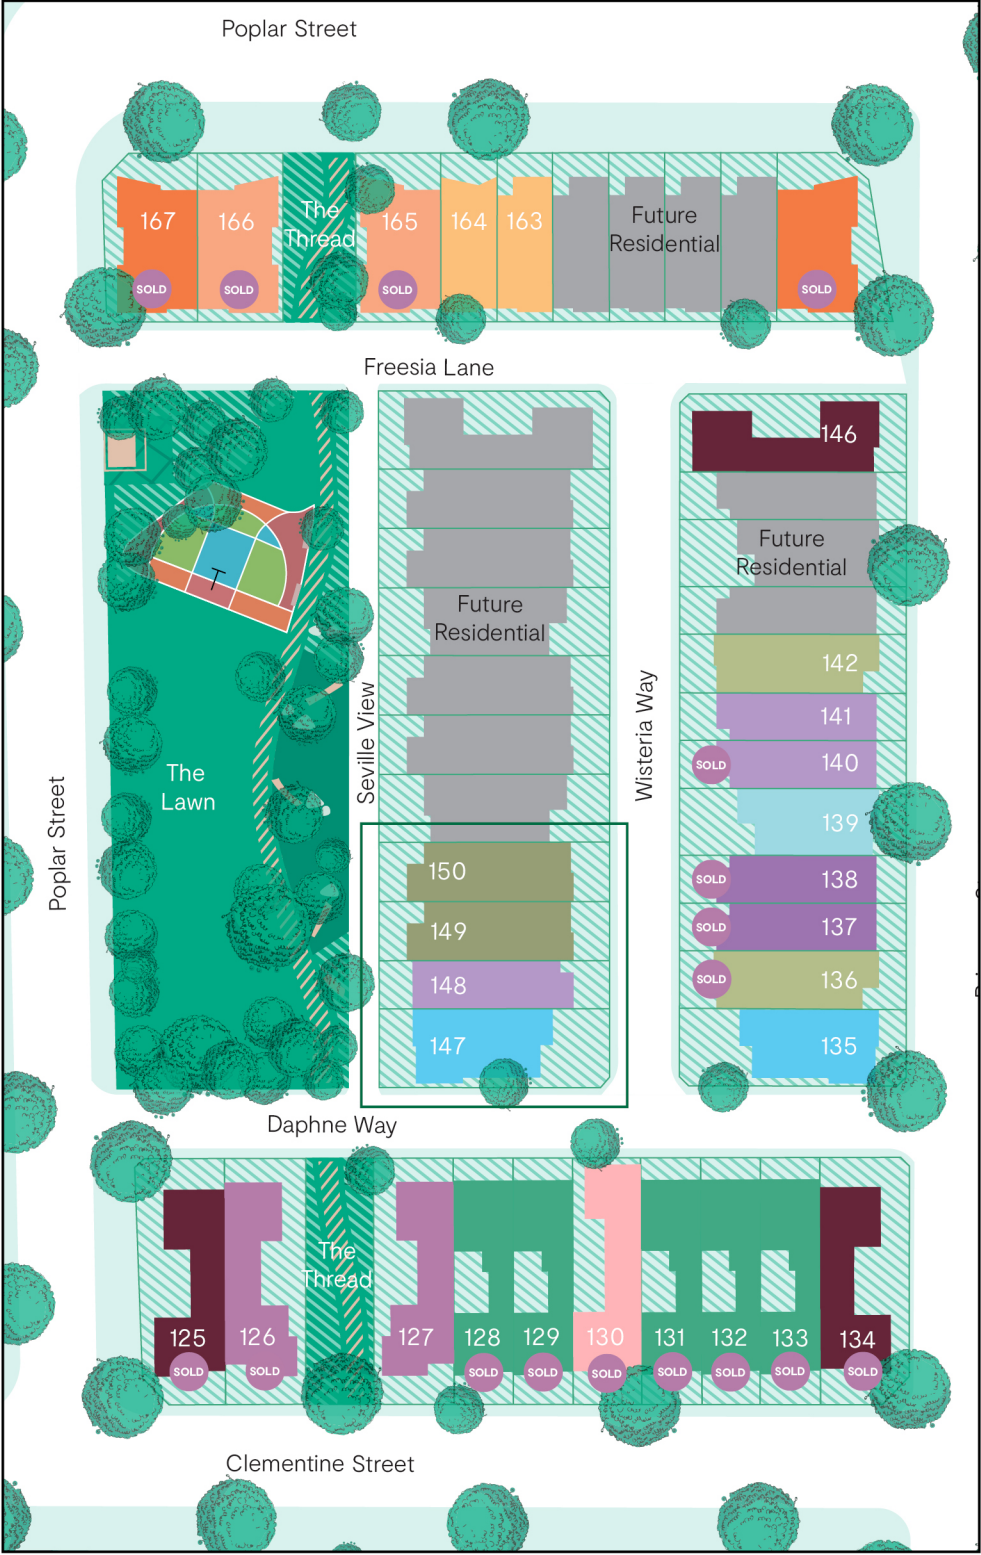 Poplar Street
167
166
The
Thread
165
164
163
Future
Residential
SOLD
SOLD
SOLD
SOLD
Freesia Lane
146
Future
Residential
Future
Residential
142
141
SOLD
140
139
SOLD
138
SOLD
137
SOLD
136
135
The
Lawn
Poplar Street
Seville View
Wisteria Way
150
149
148
147
Daphne Way
The
Thread
125
126
127
128
129
130
131
132
133
134
SOLD
SOLD
SOLD
SOLD
SOLD
SOLD
SOLD
SOLD
SOLD
Clementine Street